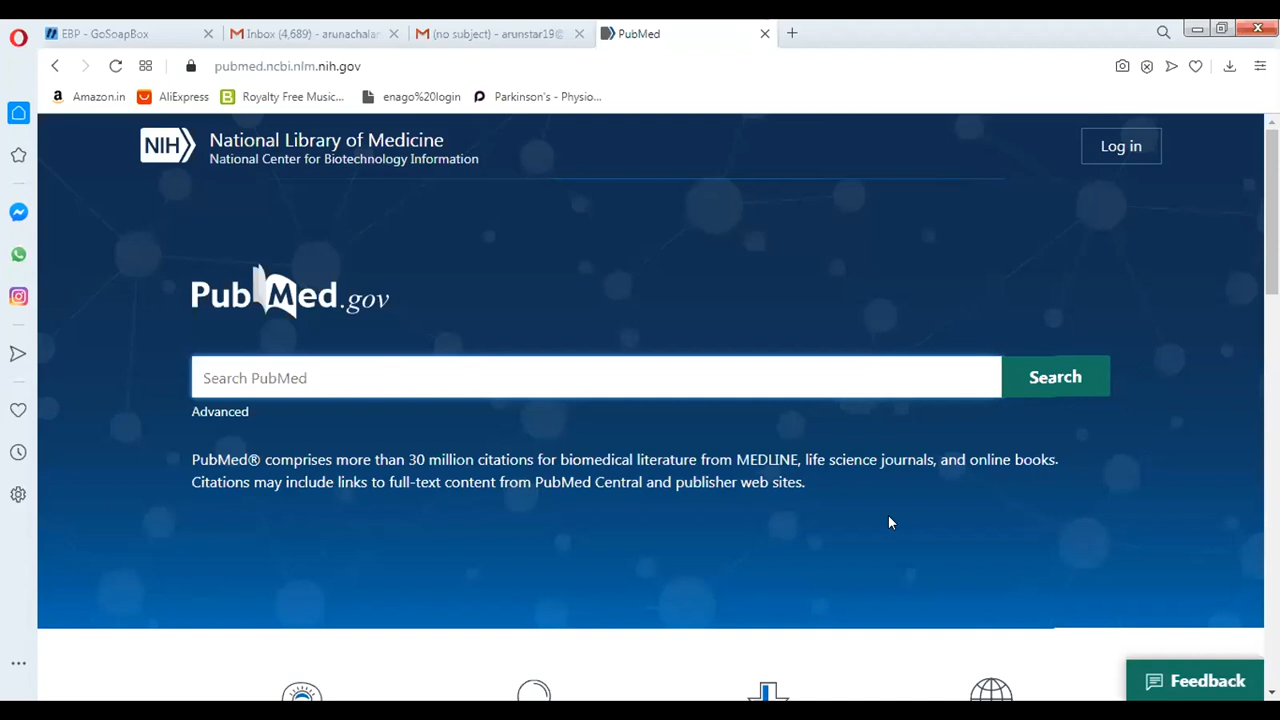 EBP - GoSoapBox
Inbox (4,689) - arunachalan
(no subject) - arunstar19@
PubMed
pubmed.ncbi.nlm.nih.gov
Amazon.in
AliExpress
Royalty Free Music...
enago%20login
Parkinson's - Physio...
NIH
National Library of Medicine
National Center for Biotechnology Information
Log in
PubMed.gov
Search PubMed
Search
Advanced
PubMed® comprises more than 30 million citations for biomedical literature from MEDLINE, life science journals, and online books.
Citations may include links to full-text content from PubMed Central and publisher web sites.
Feedback